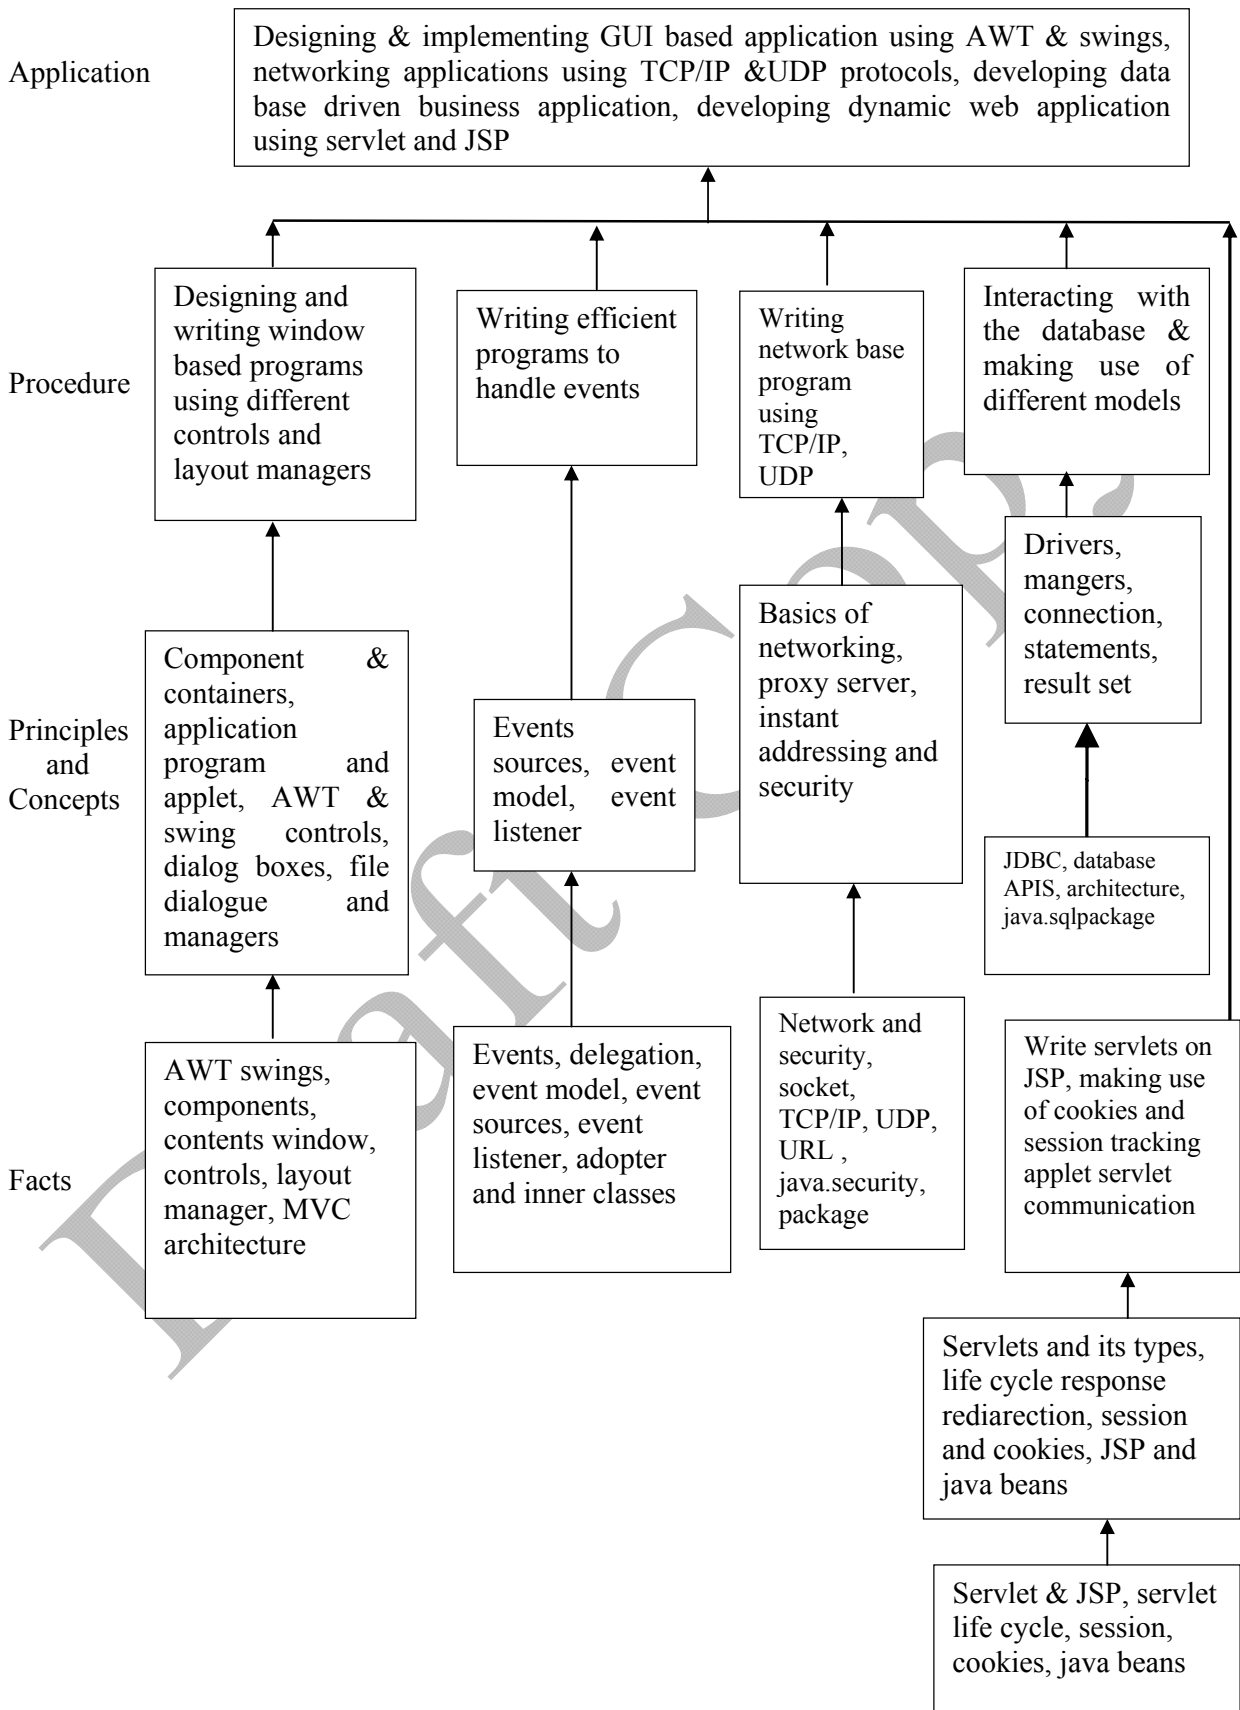 Application
Designing & implementing GUI based application using AWT & swings,
networking applications using TCP/IP &UDP protocols, developing data
base driven business application, developing dynamic web application
using servlet and JSP
Procedure
Designing and
writing window
based programs
using different
controls and
layout managers
Writing efficient
programs to
handle events
Writing
network base
program
using
TCP/IP,
UDP
Interacting with
the database &
making use of
different models
Principles
and
Concepts
Component &
containers,
application
program and
applet, AWT &
swing controls,
dialog boxes, file
dialogue and
managers
Events
sources, event
model, event
listener
Basics of
networking,
proxy server,
instant
addressing and
security
Drivers,
mangers,
connection,
statements,
result set
JDBC, database
APIS, architecture,
java.sqlpackage
Facts
AWT swings,
components,
contents window,
controls, layout
manager, MVC
architecture
Events, delegation,
event model, event
sources, event
listener, adopter
and inner classes
Network and
security,
socket,
TCP/IP, UDP,
URL ,
java.security,
package
Write servlets on
JSP, making use
of cookies and
session tracking
applet servlet
communication
Servlets and its types,
life cycle response
rediarection, session
and cookies, JSP and
java beans
Servlet & JSP, servlet
life cycle, session,
cookies, java beans
Draft Copy